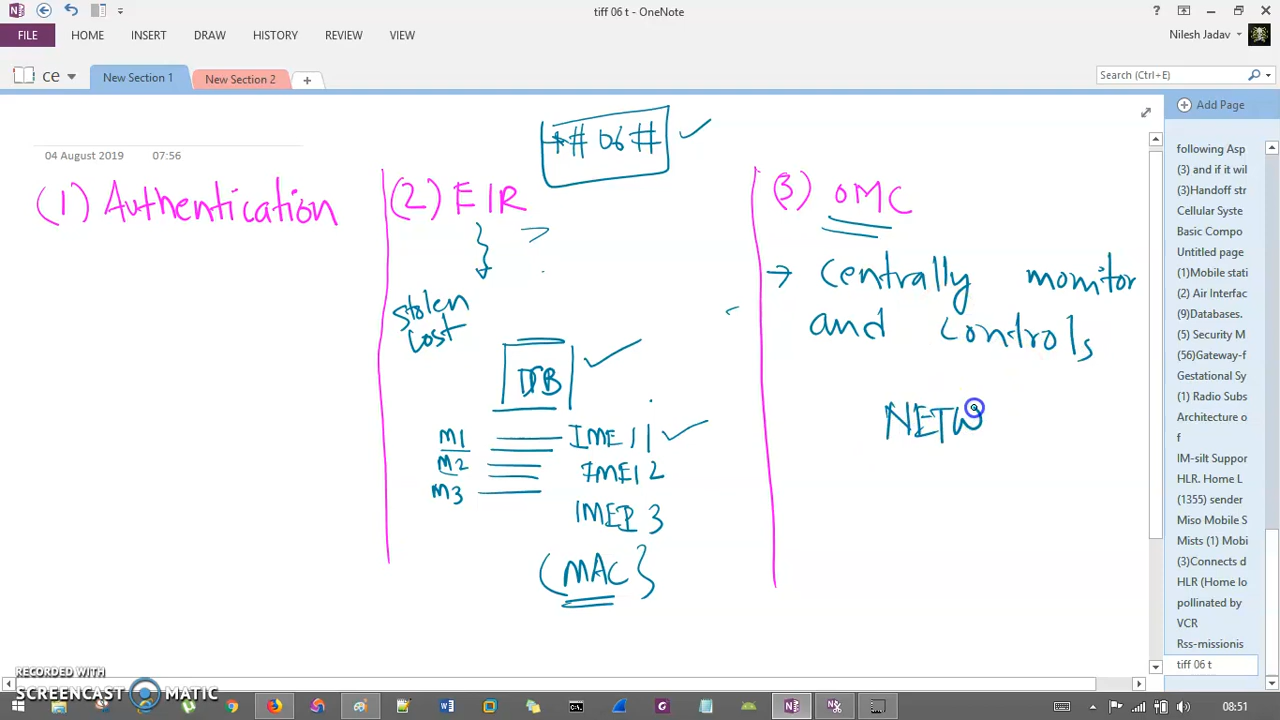 tiff 06 t - OneNote
FILE HOME INSERT DRAW HISTORY REVIEW VIEW
Nilesh Jadav
ce New Section 1 New Section 2 +
Search (Ctrl+E)
Add Page
04 August 2019 07:56
*# 06 #
(1) Authentication
(2) EIR
stolen
cost
DB
M1 IMEI 1
M2 IMEI 2
M3 IMEI 3
(MAC}
(3) OMC
→ Centrally monitor
and controls
NETW
following Asp
(3) and if it wil
(3)Handoff str
Cellular Syste
Basic Compo
Untitled page
(1)Mobile stati
(2) Air Interfac
(9)Databases.
(5) Security M
(56)Gateway-f
Gestational Sy
(1) Radio Subs
Architecture o
f
IM-silt Suppor
HLR. Home L
(1355) sender
Miso Mobile S
Mists (1) Mobi
(3)Connects d
HLR (Home lo
pollinated by
VCR
Rss-missionis
tiff 06 t
RECORDED WITH
SCREENCAST MATIC
08:51